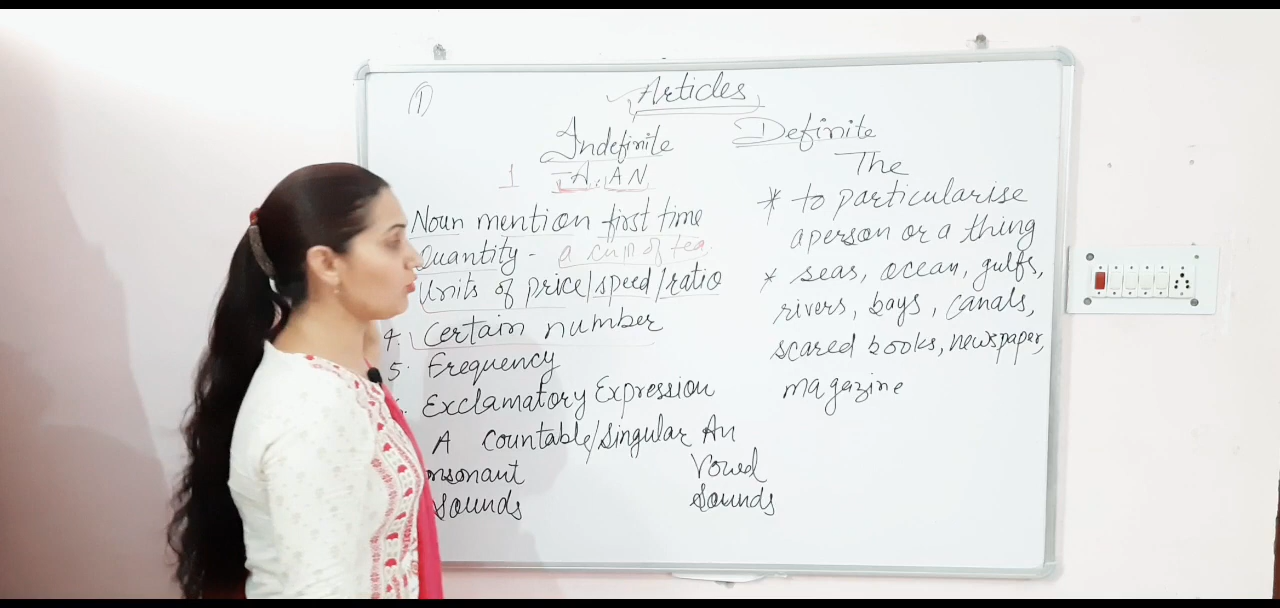 ①
Articles
Indefinite
1 A, AN
Noun mention first time
Quantity - a cup of tea
Units of price/speed/ratio
4. Certain number
5. Frequency
Exclamatory Expression
A countable/singular An
onsonant Vowel
Sounds Sounds
Definite
The
* to particularise
a person or a thing
* seas, ocean, gulfs,
rivers, bays, canals,
scared books, newspaper,
magazine